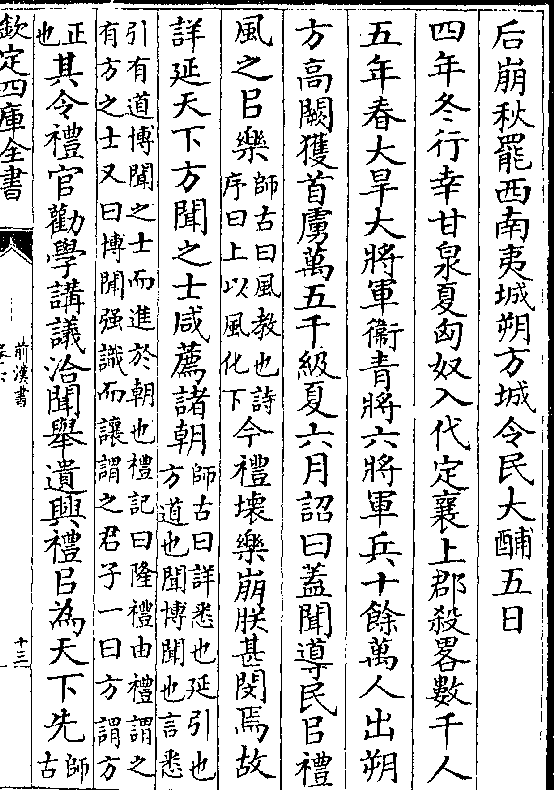 后崩秋罷西南夷城朔方城令民大酺五日
四年冬行幸甘泉夏匈奴入代定襄上郡殺畧數千人
五年春大旱大將軍衞青將六將軍兵十餘萬人出朔
方高闕獲首虜萬五千級夏六月詔曰蓋聞導民㠯禮
風之㠯樂師古曰風教也詩序曰上以風化下今禮壞樂崩朕甚閔焉故
詳延天下方聞之士咸薦諸朝師古曰詳悉也延引也方道也聞博聞也言悉
引有道博聞之士而進於朝也禮記曰隆禮由禮謂之
有方之士又曰博聞强識而讓謂之君子一曰方謂方
正也其令禮官勸學講議洽聞舉遺興禮㠯為天下先師古
欽定四庫全書
前漢書
十三